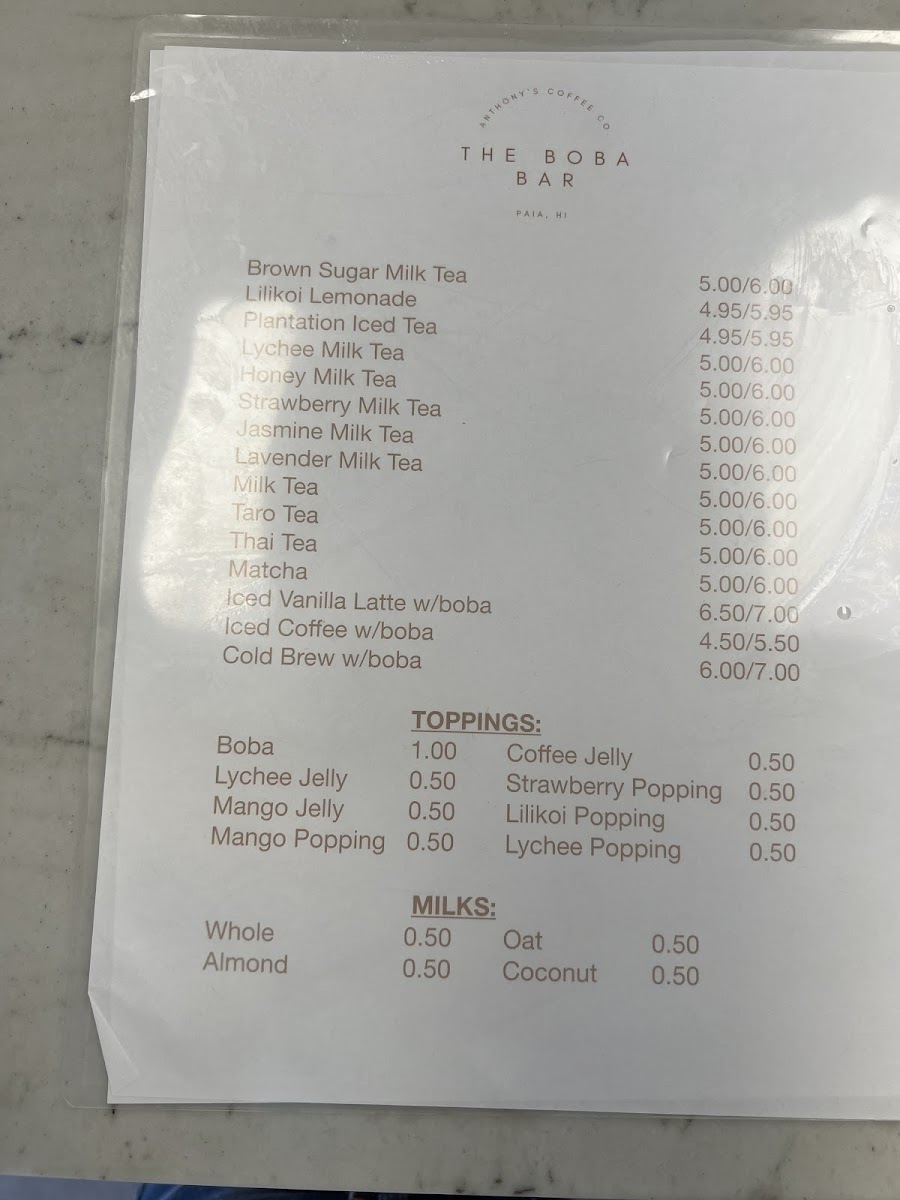 ANTHONY'S COFFEE CO
THE BOBA
BAR
PAIA, HI
Brown Sugar Milk Tea 5.00/6.00
Lilikoi Lemonade 4.95/5.95
Plantation Iced Tea 4.95/5.95
Lychee Milk Tea 5.00/6.00
Honey Milk Tea 5.00/6.00
Strawberry Milk Tea 5.00/6.00
Jasmine Milk Tea 5.00/6.00
Lavender Milk Tea 5.00/6.00
Milk Tea 5.00/6.00
Taro Tea 5.00/6.00
Thai Tea 5.00/6.00
Matcha 5.00/6.00
Iced Vanilla Latte w/boba 6.50/7.00
Iced Coffee w/boba 4.50/5.50
Cold Brew w/boba 6.00/7.00
TOPPINGS:
Boba 1.00 Coffee Jelly 0.50
Lychee Jelly 0.50 Strawberry Popping 0.50
Mango Jelly 0.50 Lilikoi Popping 0.50
Mango Popping 0.50 Lychee Popping 0.50
MILKS:
Whole 0.50 Oat 0.50
Almond 0.50 Coconut 0.50